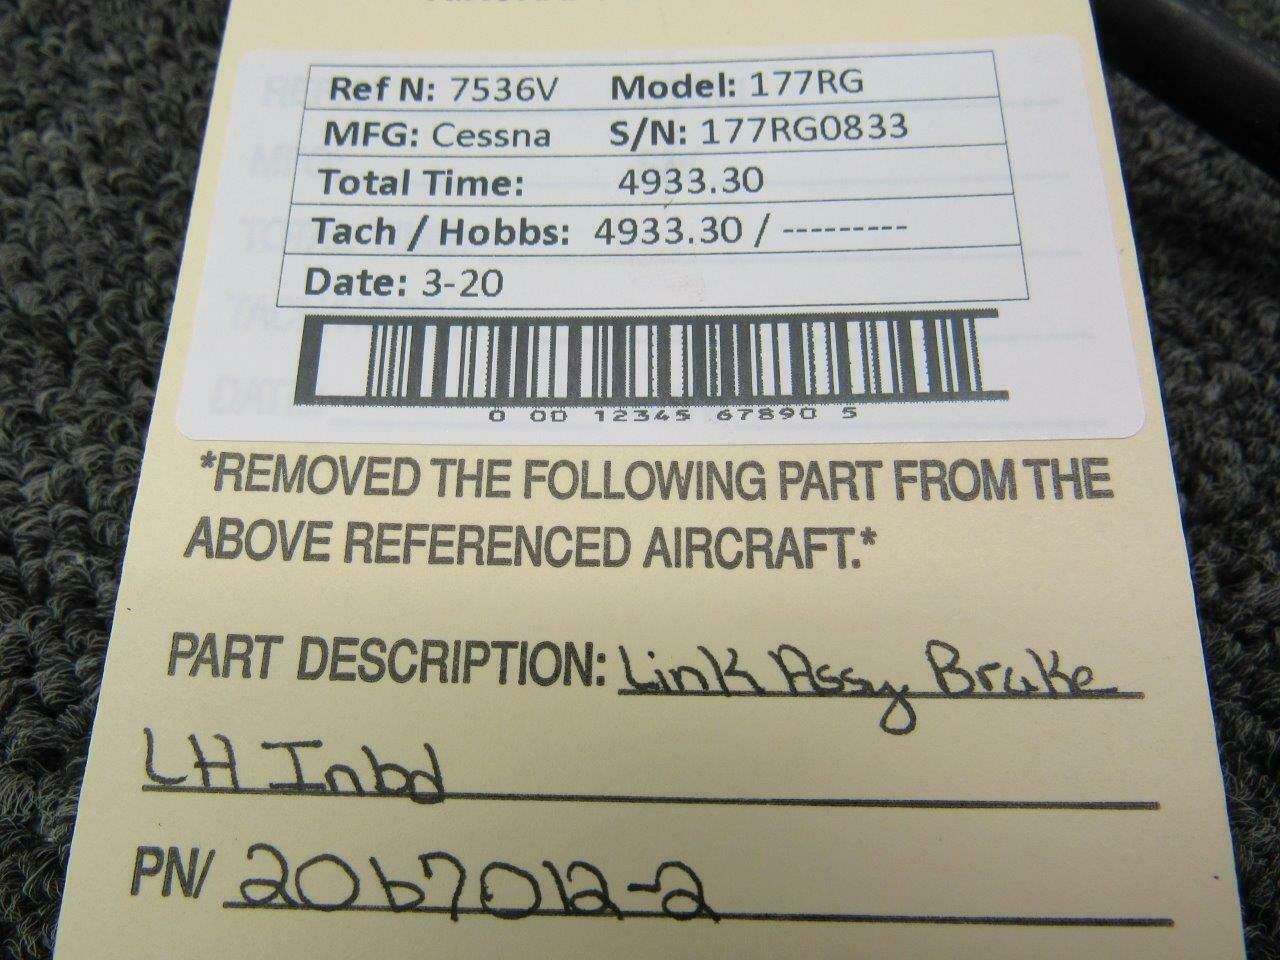 Ref N: 7536V Model: 177RG
MFG: Cessna S/N: 177RG0833
Total Time: 4933.30
Tach / Hobbs: 4933.30 / ---------
Date: 3-20
0 00 12345 67890 5
*REMOVED THE FOLLOWING PART FROM THE
ABOVE REFERENCED AIRCRAFT.*
PART DESCRIPTION: Link Assy Brake
LH Inbd
PN/ 2067012-2